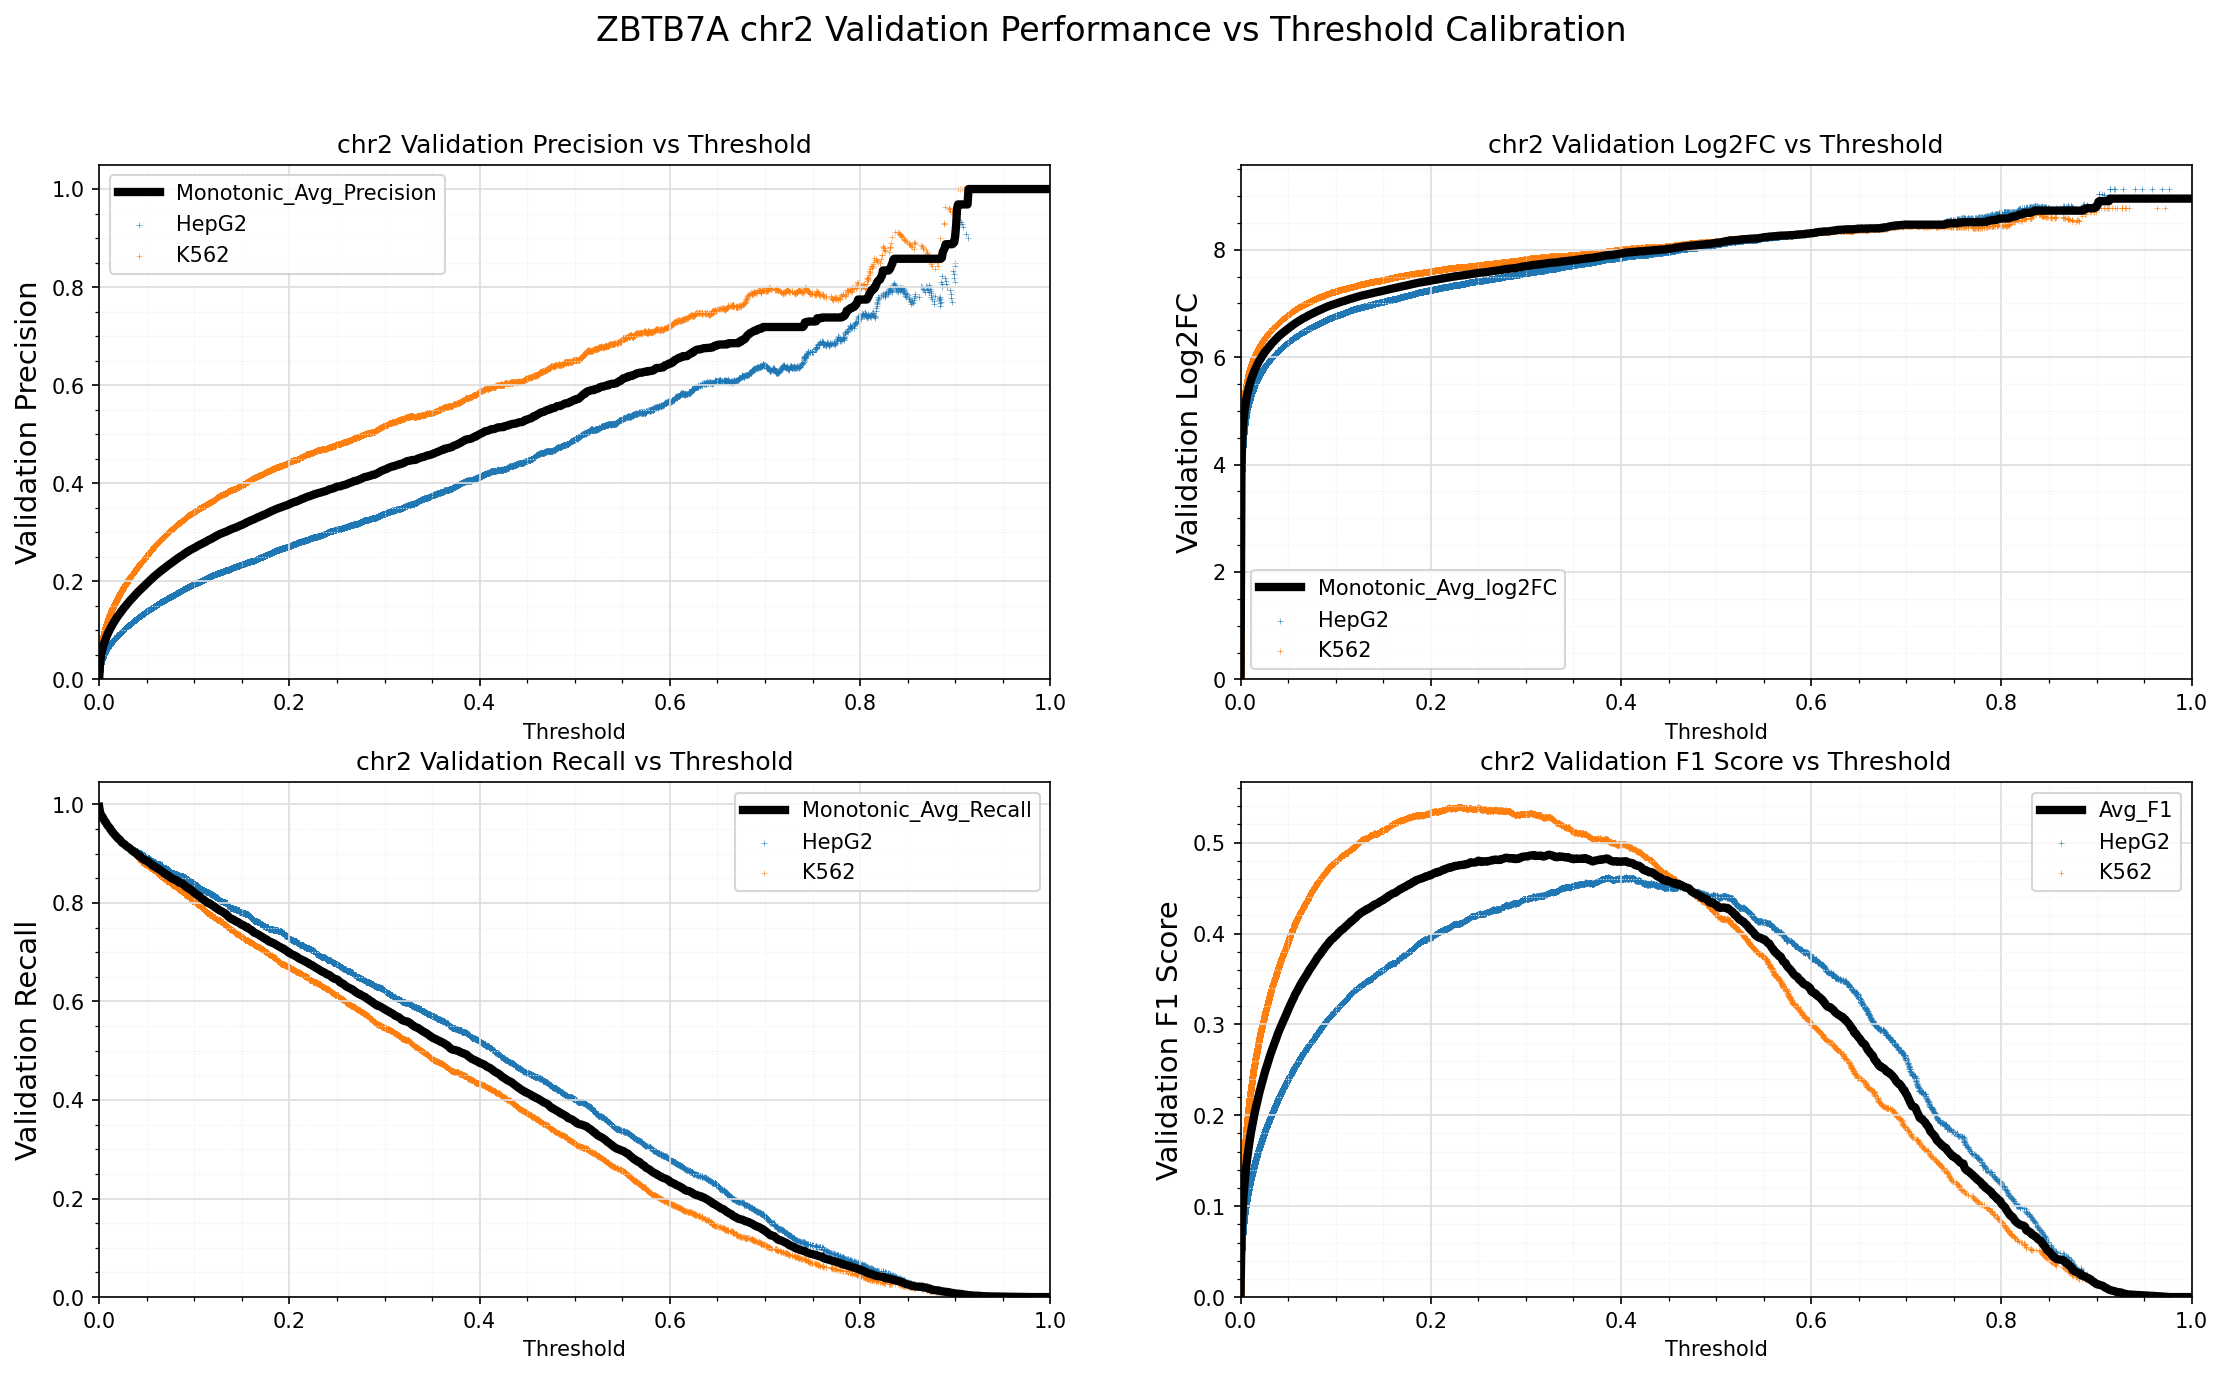 ZBTB7A chr2 Validation Performance vs Threshold Calibration
chr2 Validation Precision vs Threshold
Validation Precision
1.0
0.8
0.6
0.4
0.2
0.0
Monotonic_Avg_Precision
HepG2
K562
0.0 0.2 0.4 0.6 0.8 1.0
Threshold
chr2 Validation Log2FC vs Threshold
Validation Log2FC
8
6
4
2
0
Monotonic_Avg_log2FC
HepG2
K562
0.0 0.2 0.4 0.6 0.8 1.0
Threshold
chr2 Validation Recall vs Threshold
Validation Recall
1.0
0.8
0.6
0.4
0.2
0.0
Monotonic_Avg_Recall
HepG2
K562
0.0 0.2 0.4 0.6 0.8 1.0
Threshold
chr2 Validation F1 Score vs Threshold
Validation F1 Score
0.5
0.4
0.3
0.2
0.1
0.0
Avg_F1
HepG2
K562
0.0 0.2 0.4 0.6 0.8 1.0
Threshold